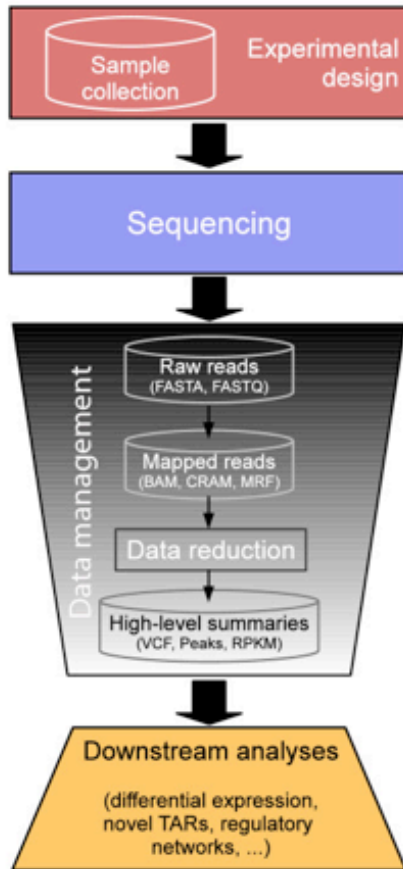 Sample
collection
Experimental
design
Sequencing
Data management
Raw reads
(FASTA, FASTQ)
Mapped reads
(BAM, CRAM, MRF)
Data reduction
High-level summaries
(VCF, Peaks, RPKM)
Downstream analyses
(differential expression,
novel TARs, regulatory
networks, ...)